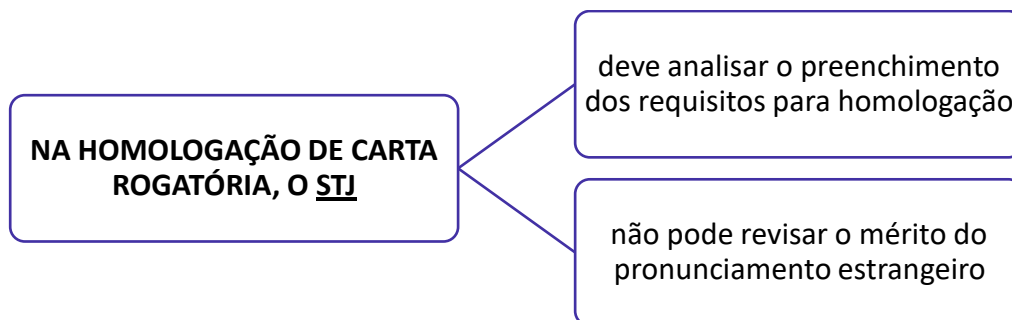 NA HOMOLOGAÇÃO DE CARTA
ROGATÓRIA, O STJ
deve analisar o preenchimento
dos requisitos para homologação
não pode revisar o mérito do
pronunciamento estrangeiro